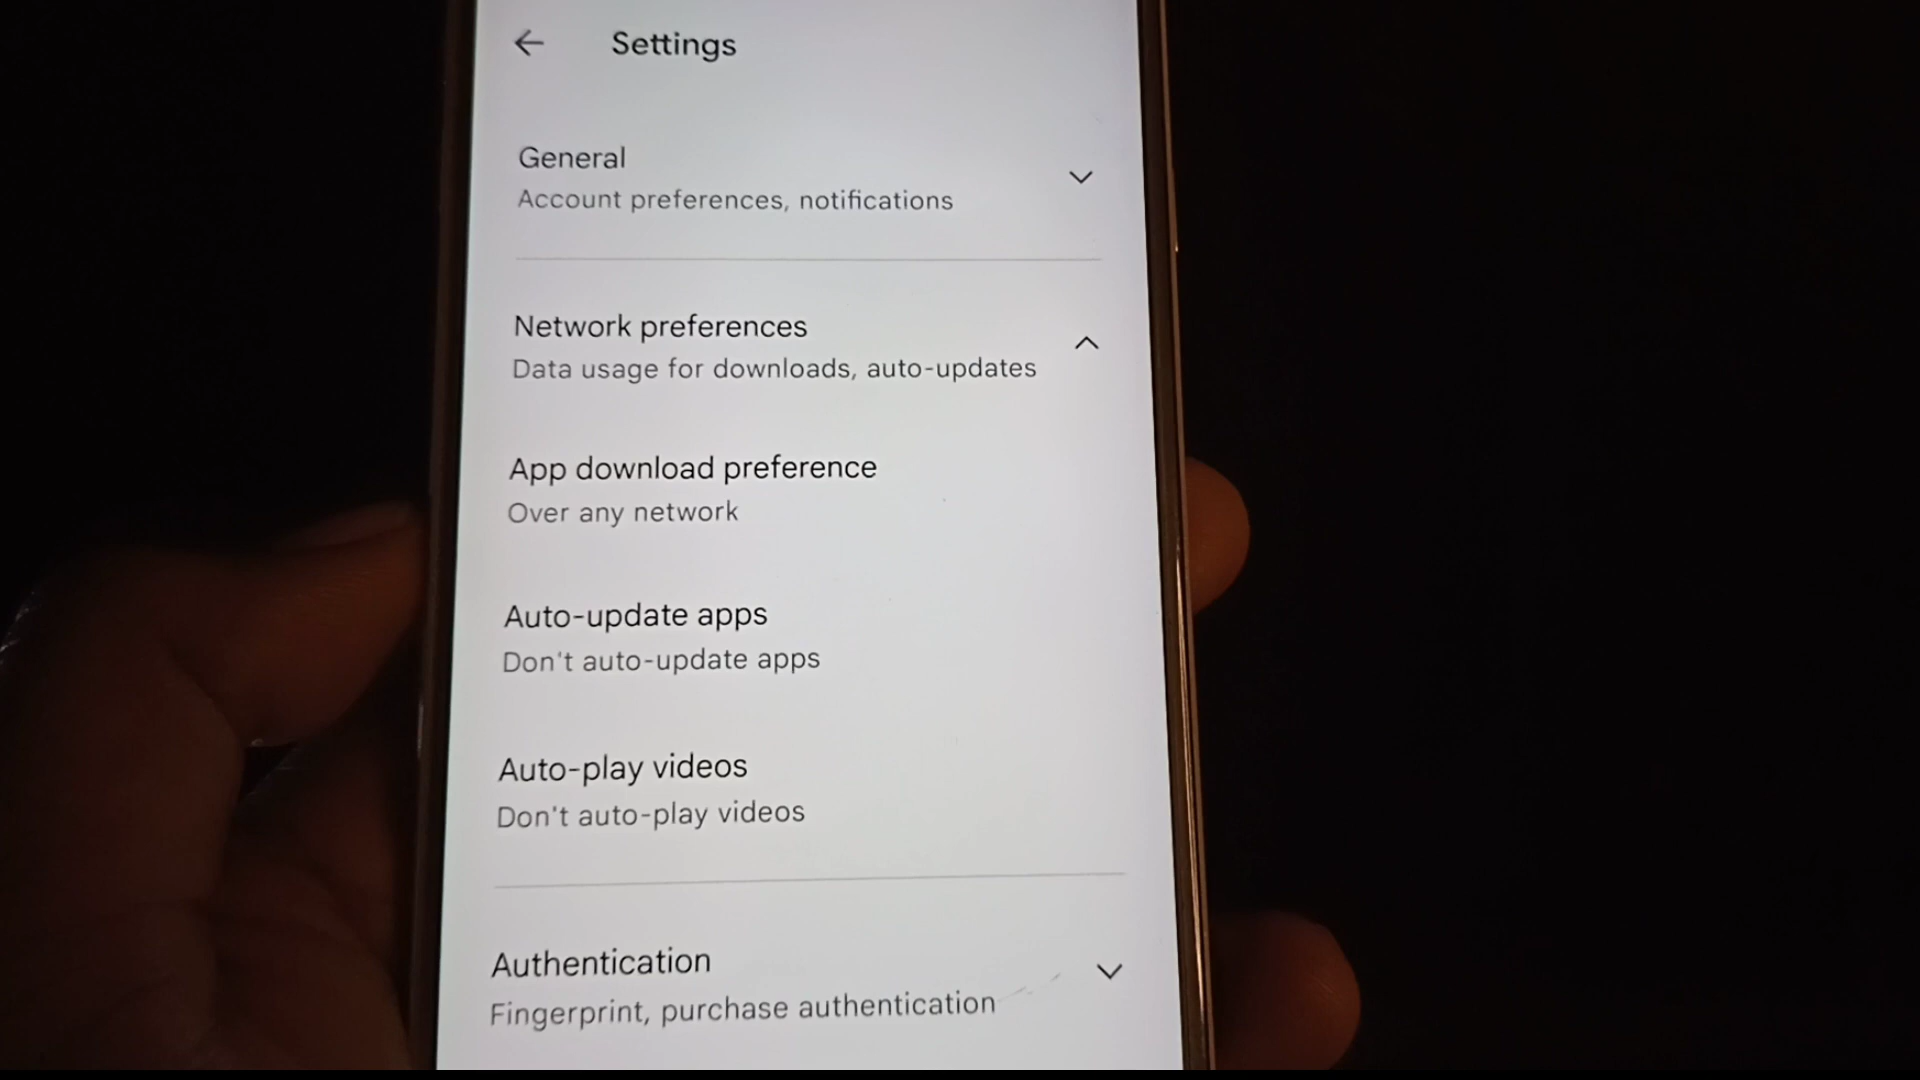 Settings
General
Account preferences, notifications
Network preferences
Data usage for downloads, auto-updates
App download preference
Over any network
Auto-update apps
Don't auto-update apps
Auto-play videos
Don't auto-play videos
Authentication
Fingerprint, purchase authentication